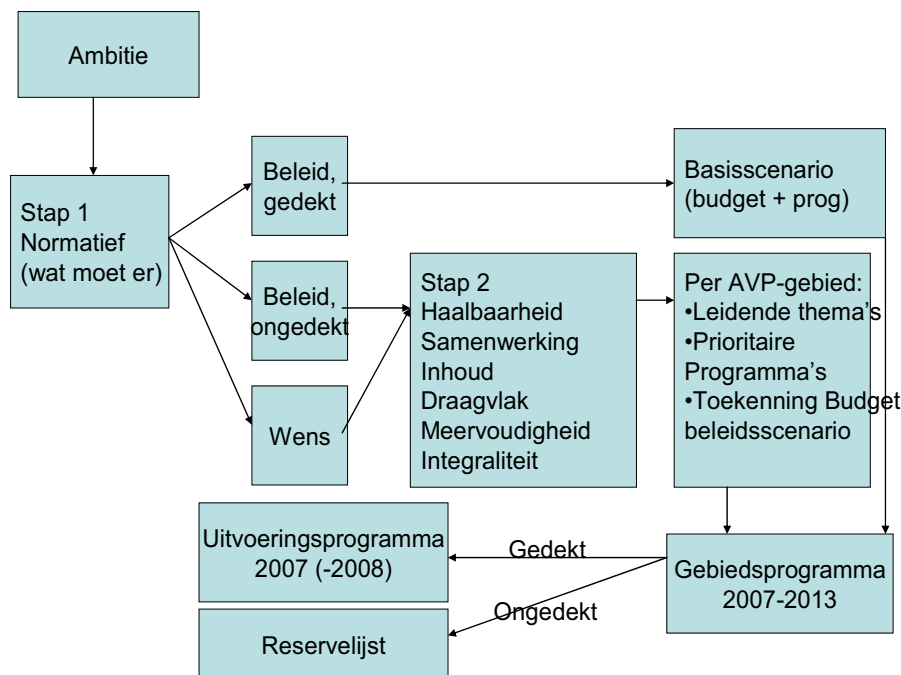 Ambitie
Stap 1
Normatief
(wat moet er)
Beleid,
gedekt
Beleid,
ongedekt
Wens
Stap 2
Haalbaarheid
Samenwerking
Inhoud
Draagvlak
Meervoudigheid
Integraliteit
Basisscenario
(budget + prog)
Per AVP-gebied:
•Leidende thema’s
•Prioritaire
Programma’s
•Toekenning Budget
beleidsscenario
Gebiedsprogramma
2007-2013
Gedekt
Ongedekt
Uitvoeringsprogramma
2007 (-2008)
Reservelijst